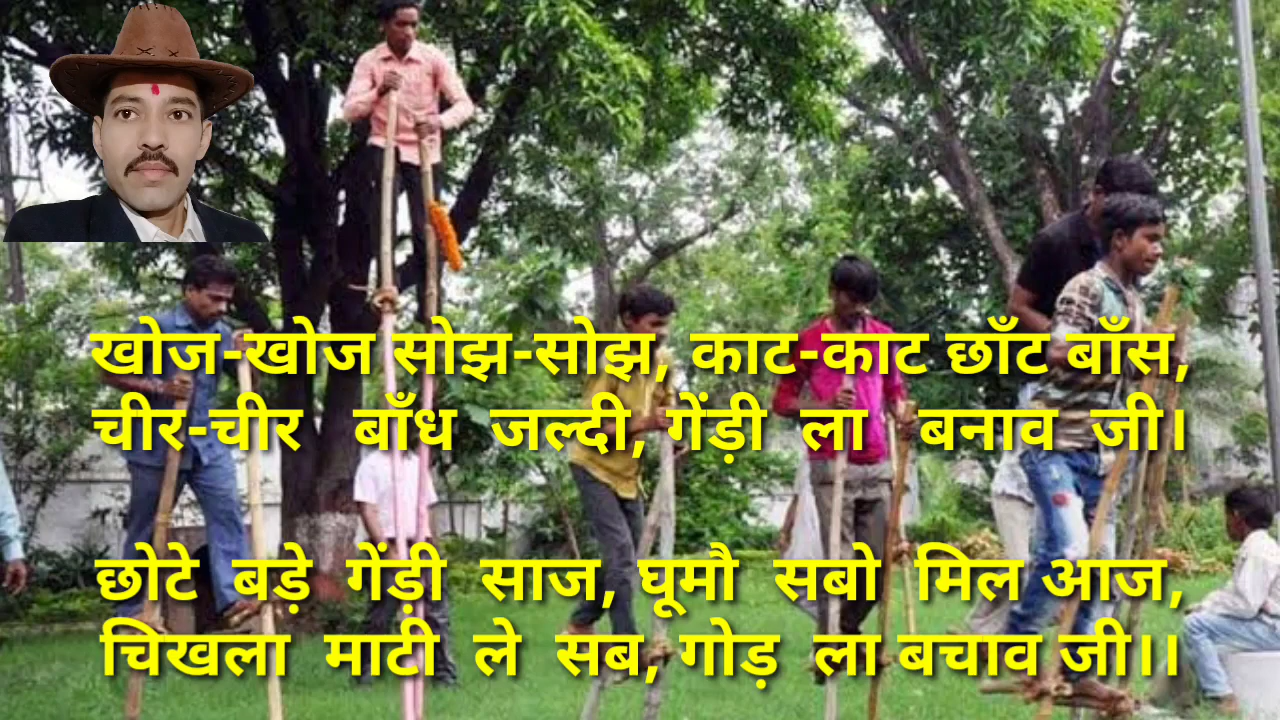 खोज-खोज सोझ-सोझ, काट-काट छाँट बाँस,
चीर-चीर बाँध जल्दी, गेंड़ी ला बनाव जी।
छोटे बड़े गेंड़ी साज, घूमौ सबो मिल आज,
चिखला माटी ले सब, गोड़ ला बचाव जी।।